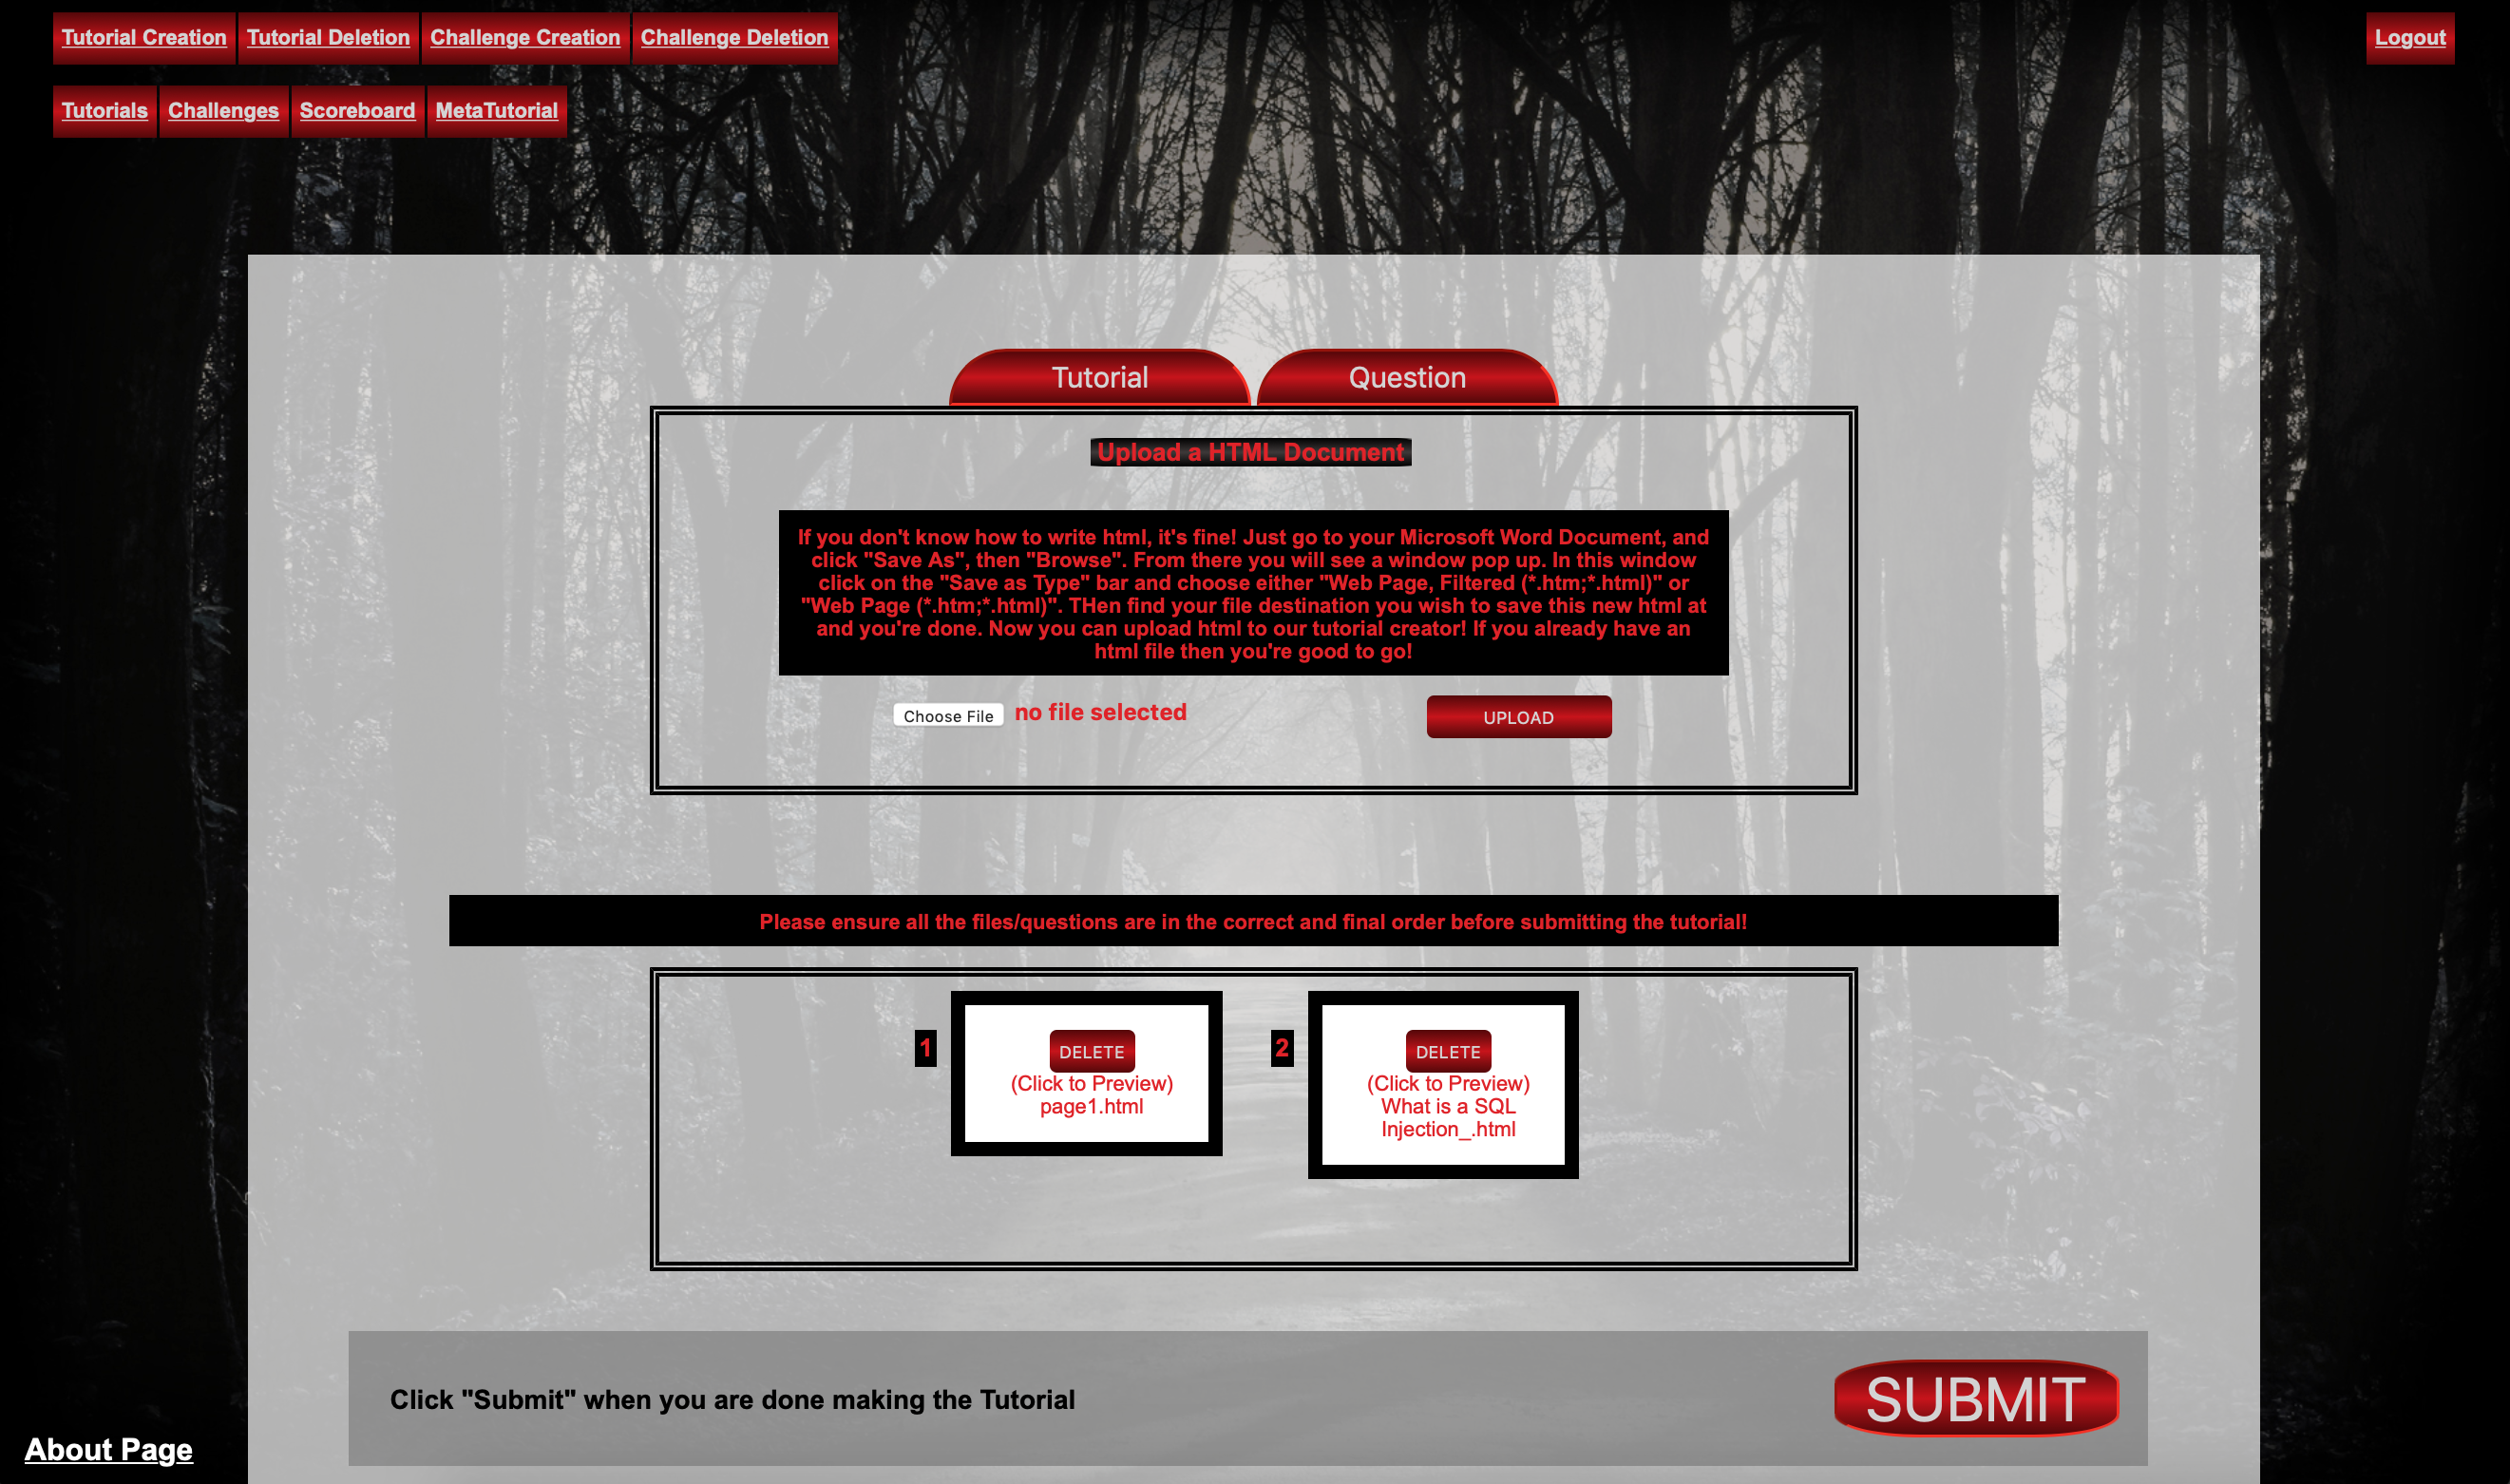 Tutorial Creation Tutorial Deletion Challenge Creation Challenge Deletion Logout
Tutorials Challenges Scoreboard MetaTutorial
Tutorial Question
Upload a HTML Document
If you don't know how to write html, it's fine! Just go to your Microsoft Word Document, and
click "Save As", then "Browse". From there you will see a window pop up. In this window
click on the "Save as Type" bar and choose either "Web Page, Filtered (*.htm;*.html)" or
"Web Page (*.htm;*.html)". THen find your file destination you wish to save this new html at
and you're done. Now you can upload html to our tutorial creator! If you already have an
html file then you're good to go!
Choose File no file selected UPLOAD
Please ensure all the files/questions are in the correct and final order before submitting the tutorial!
1
DELETE
(Click to Preview)
page1.html
2
DELETE
(Click to Preview)
What is a SQL
Injection_.html
Click "Submit" when you are done making the Tutorial
SUBMIT
About Page